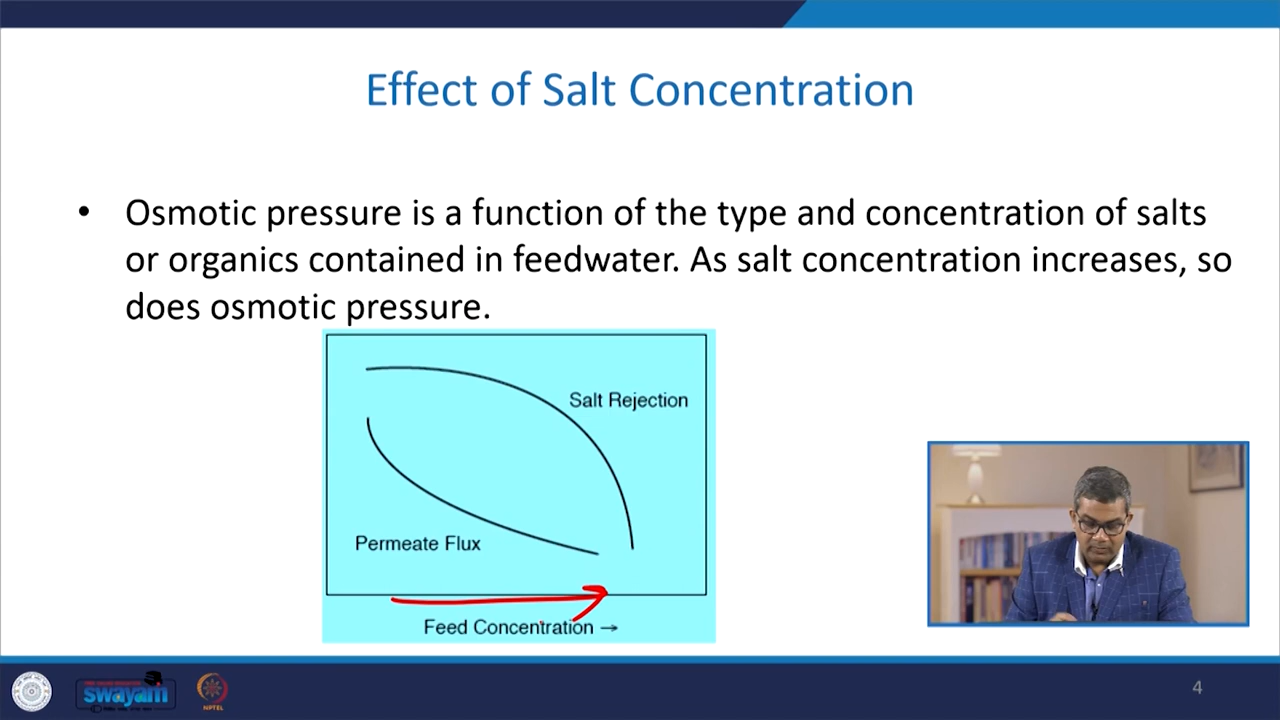 Effect of Salt Concentration
• Osmotic pressure is a function of the type and concentration of salts
or organics contained in feedwater. As salt concentration increases, so
does osmotic pressure.
Salt Rejection
Permeate Flux
Feed Concentration →
swayam
NPTEL
4